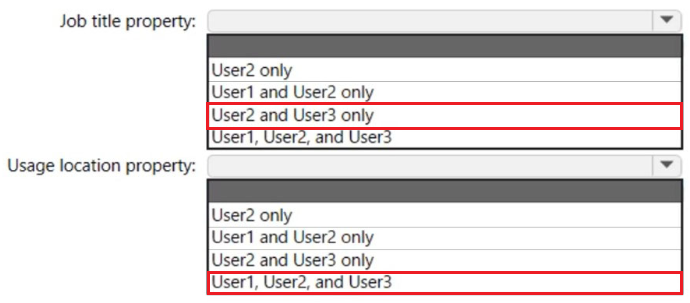 Job title property:
User2 only
User1 and User2 only
User2 and User3 only
User1, User2, and User3
Usage location property:
User2 only
User1 and User2 only
User2 and User3 only
User1, User2, and User3